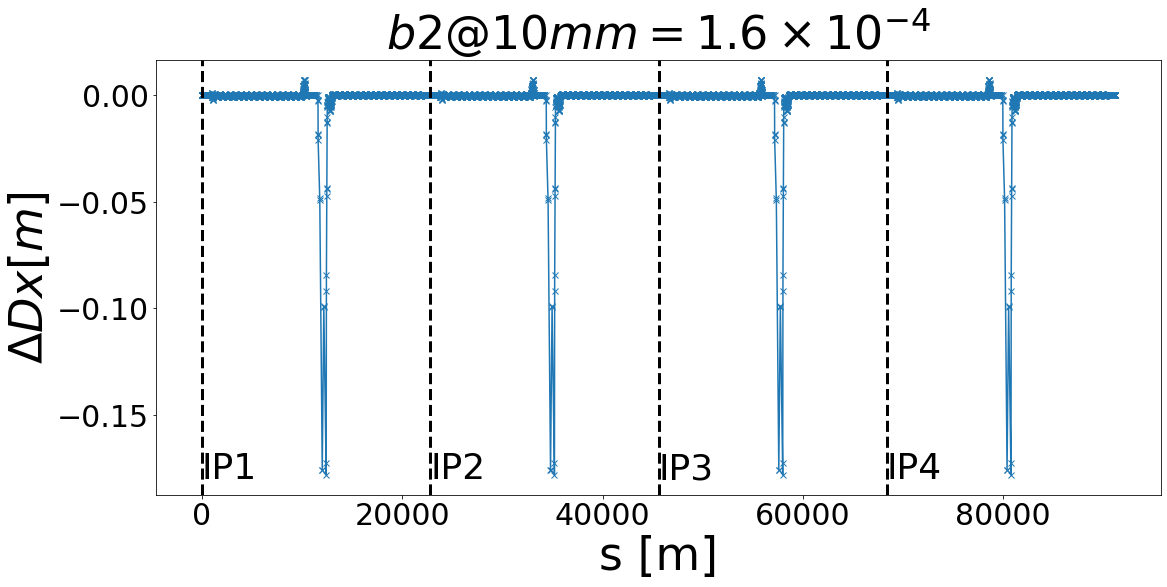 b2@10mm = 1.6 × 10⁻⁴
ΔDx[m]
0.00
−0.05
−0.10
−0.15
IP1
IP2
IP3
IP4
0
20000
40000
60000
80000
s [m]